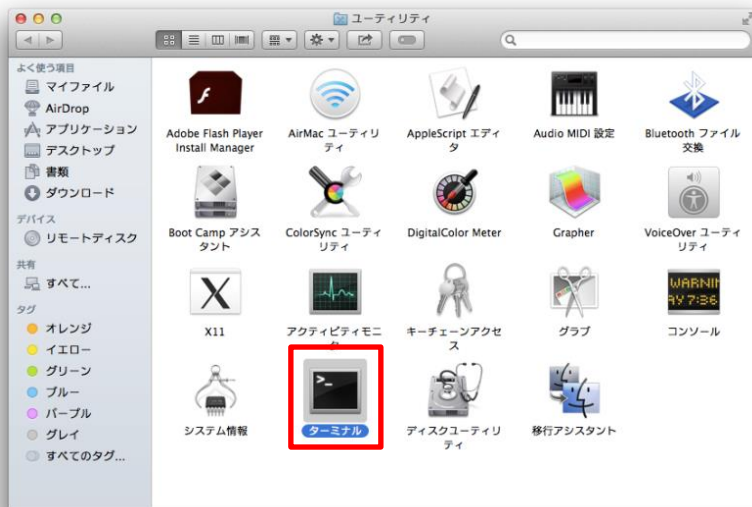 ユーティリティ
よく使う項目
マイファイル
AirDrop
アプリケーション
デスクトップ
書類
ダウンロード
デバイス
リモートディスク
共有
すべて...
タグ
オレンジ
イエロー
グリーン
ブルー
パープル
グレイ
すべてのタグ...
Adobe Flash Player
Install Manager
AirMac ユーティリ
ティ
AppleScript エディ
タ
Audio MIDI 設定
Bluetooth ファイル
交換
Boot Camp アシス
タント
ColorSync ユーティ
リティ
DigitalColor Meter
Grapher
VoiceOver ユーティ
リティ
X11
アクティビティモニ
タ
キーチェーンアクセ
ス
グラブ
WARNIN
AY 7:36
コンソール
システム情報
ターミナル
ディスクユーティリ
ティ
移行アシスタント